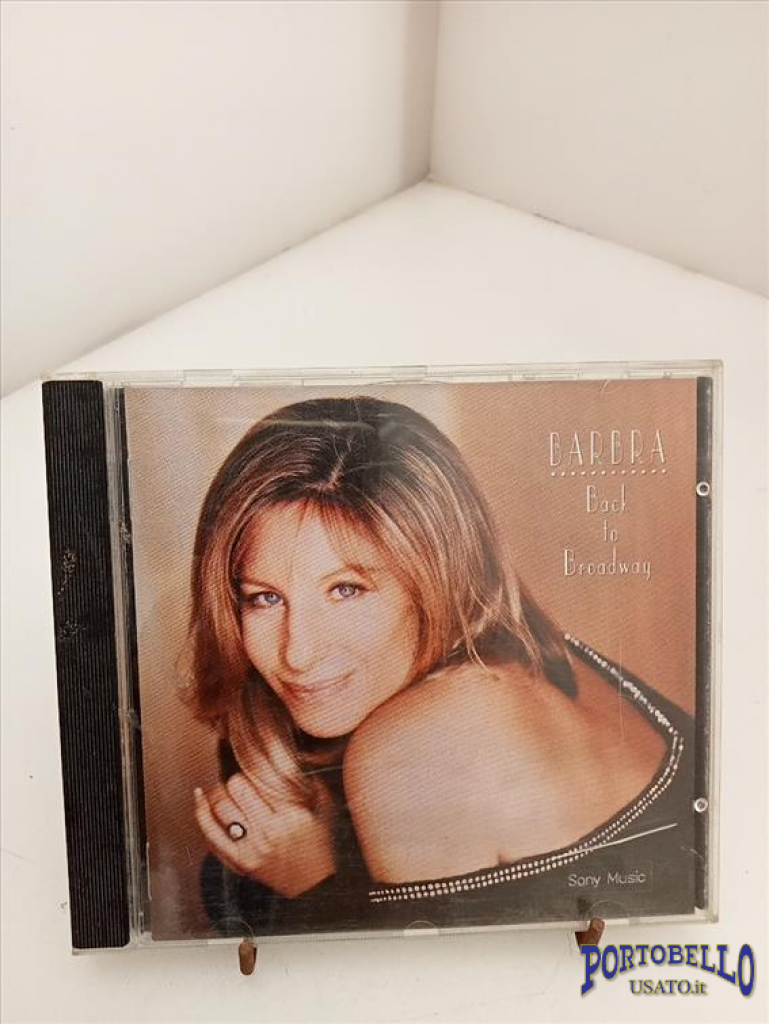 BARBRA
Back
to
Broadway
Sony Music
PORTOBELLO
USATO.it